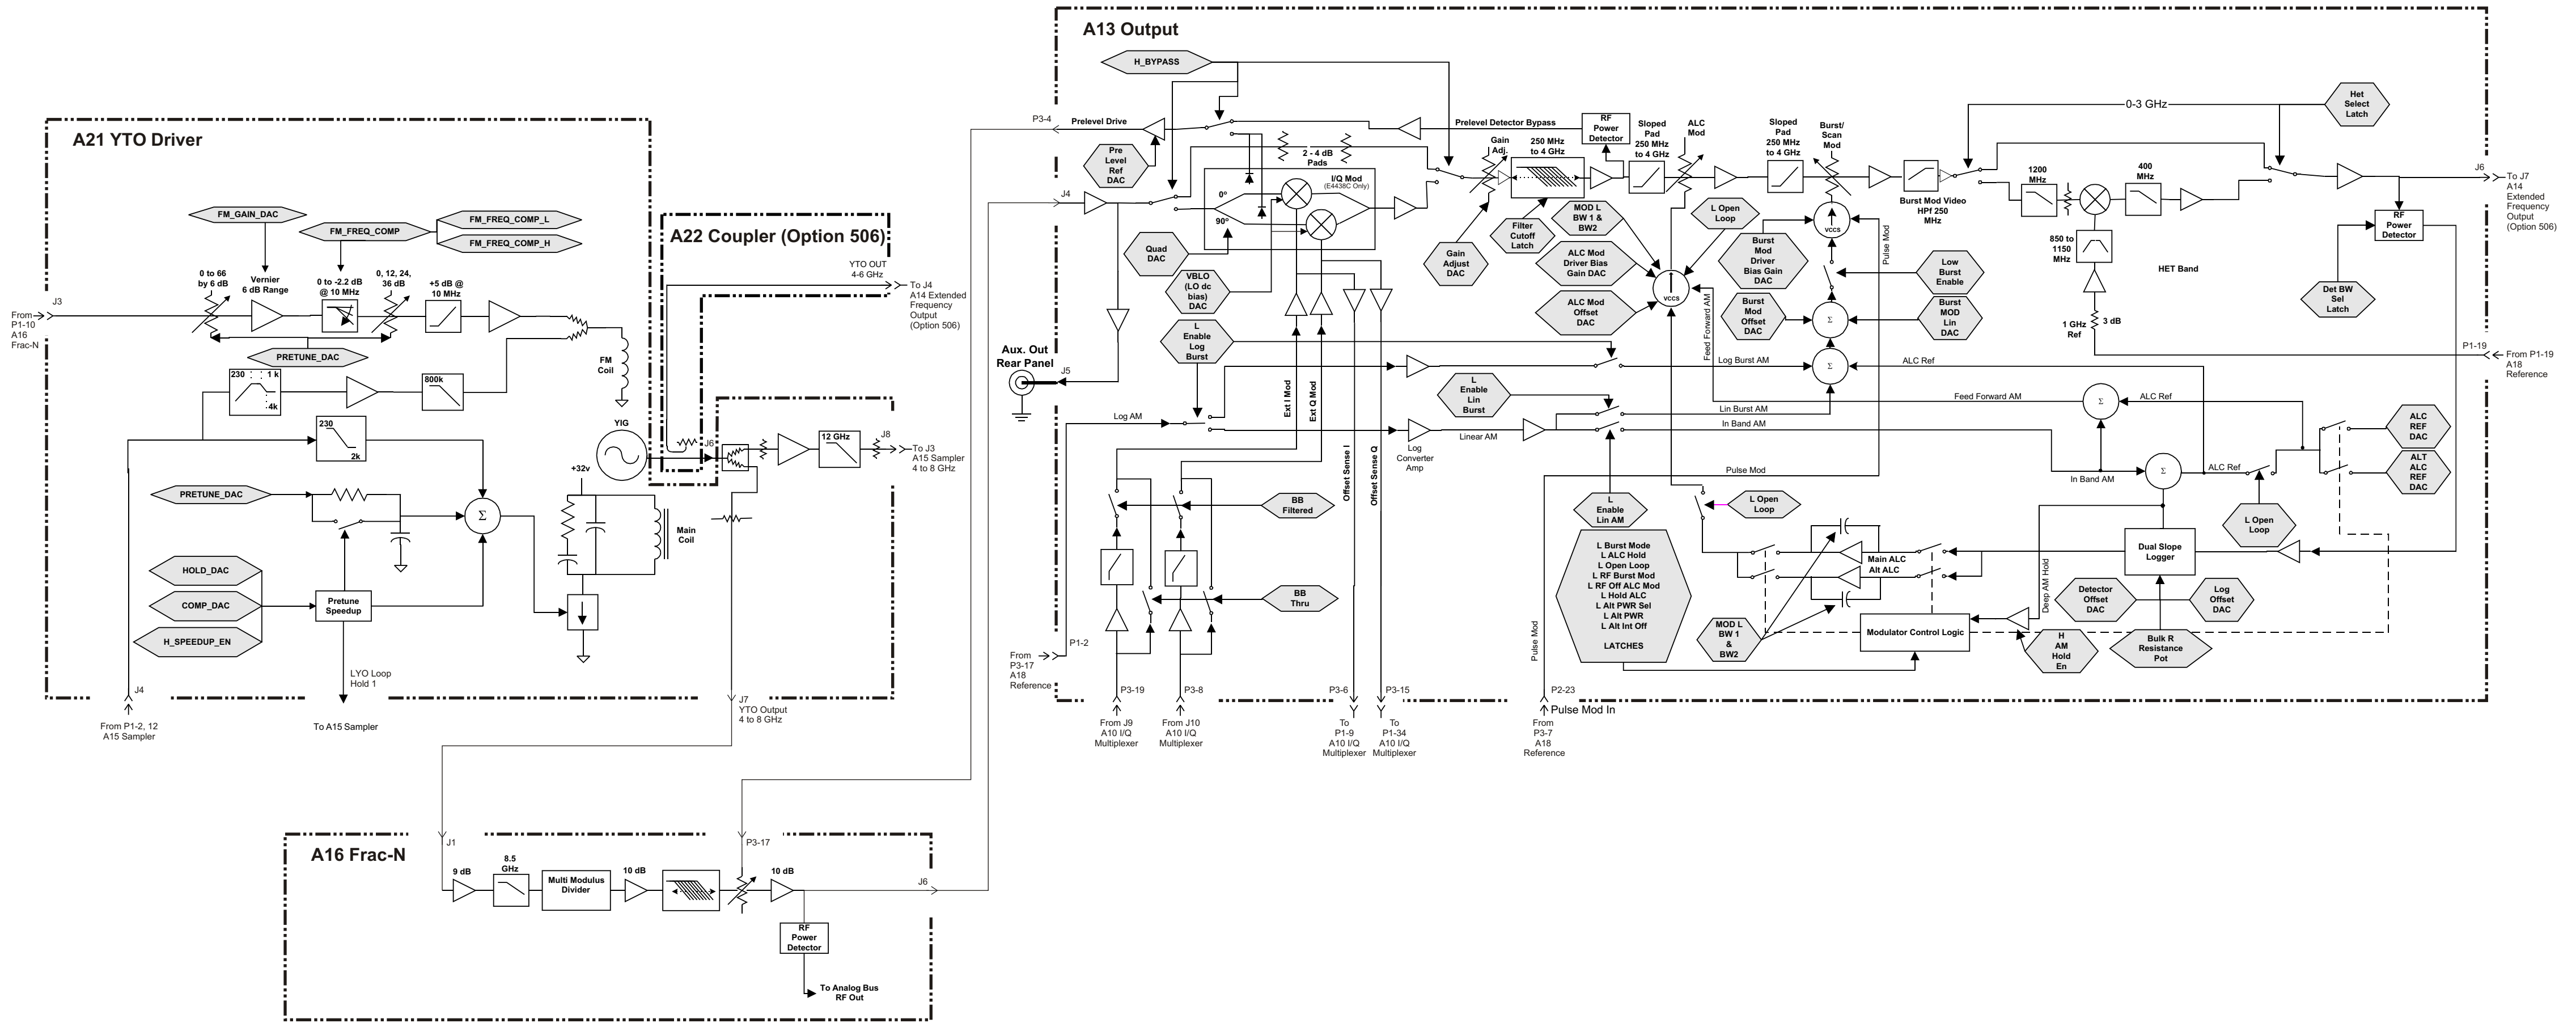 A21 YTO Driver
FM_GAIN_DAC
FM_FREQ_COMP
FM_FREQ_COMP_L
FM_FREQ_COMP_H
0 to 66
by 6 dB
Vernier
6 dB Range
0 to -2.2 dB
@ 10 MHz
0, 12, 24,
36 dB
+5 dB @
10 MHz
J3
From
P1-10
A16
Frac-N
PRETUNE_DAC
FM
Coil
230 1 k
4k
800k
230
2k
YIG
+32v
Main
Coil
PRETUNE_DAC
Σ
HOLD_DAC
COMP_DAC
H_SPEEDUP_EN
Pretune
Speedup
LYO Loop
Hold 1
To A15 Sampler
J4
From P1-2, 12
A15 Sampler
A22 Coupler (Option 506)
YTO OUT
4-6 GHz
To J4
A14 Extended
Frequency
Output
(Option 506)
J6
12 GHz
J8
To J3
A15 Sampler
4 to 8 GHz
J7
YTO Output
4 to 8 GHz
A16 Frac-N
J1
P3-17
9 dB
8.5
GHz
Multi Modulus
Divider
10 dB
10 dB
J6
RF
Power
Detector
To Analog Bus
RF Out
A13 Output
H_BYPASS
P3-4
Prelevel Drive
Pre
Level
Ref
DAC
J4
Prelevel Detector Bypass
2 - 4 dB
Pads
I/Q Mod
(E4438C Only)
0º
90º
Quad
DAC
VBLO
(LO dc
bias)
DAC
L
Enable
Log
Burst
Gain
Adj.
250 MHz
to 4 GHz
RF
Power
Detector
Sloped
Pad
250 MHz
to 4 GHz
ALC
Mod
Sloped
Pad
250 MHz
to 4 GHz
Burst/
Scan
Mod
Burst Mod Video
HPf 250
MHz
0-3 GHz
Het
Select
Latch
1200
MHz
400
MHz
850 to
1150
MHz
HET Band
1 GHz
Ref
3 dB
J6
To J7
A14
Extended
Frequency
Output
(Option 506)
RF
Power
Detector
Det BW
Sel
Latch
P1-19
From P1-19
A18
Reference
Gain
Adjust
DAC
Filter
Cutoff
Latch
MOD L
BW 1 &
BW2
ALC Mod
Driver Bias
Gain DAC
ALC Mod
Offset
DAC
L Open
Loop
VCCS
Burst
Mod
Driver
Bias Gain
DAC
Burst
Mod
Offset
DAC
VCCS
Pulse Mod
Low
Burst
Enable
Burst
MOD
Lin
DAC
Σ
Σ
Feed Forward AM
Log Burst AM
ALC Ref
Aux. Out
Rear Panel
J5
Log AM
Ext I Mod
Ext Q Mod
Offset Sense I
Offset Sense Q
L
Enable
Lin
Burst
Linear AM
Log
Converter
Amp
Lin Burst AM
In Band AM
Feed Forward AM
Σ
ALC Ref
In Band AM
Σ
ALC Ref
ALC
REF
DAC
ALT
ALC
REF
DAC
L Open
Loop
Pulse Mod
L
Enable
Lin AM
L Open
Loop
L Burst Mode
L ALC Hold
L Open Loop
L RF Burst Mod
L RF Off ALC Mod
L Hold ALC
L Alt PWR Sel
L Alt PWR
L Alt Int Off
LATCHES
MOD L
BW 1
&
BW2
Main ALC
Alt ALC
Modulator Control Logic
Deep AM Hold
H
AM
Hold
En
Dual Slope
Logger
Detector
Offset
DAC
Log
Offset
DAC
Bulk R
Resistance
Pot
BB
Filtered
BB
Thru
P1-2
From
P3-17
A18
Reference
P3-19
From J9
A10 I/Q
Multiplexer
P3-8
From J10
A10 I/Q
Multiplexer
P3-6
To
P1-9
A10 I/Q
Multiplexer
P3-15
To
P1-34
A10 I/Q
Multiplexer
Pulse Mod
P2-23
Pulse Mod In
From
P3-7
A18
Reference